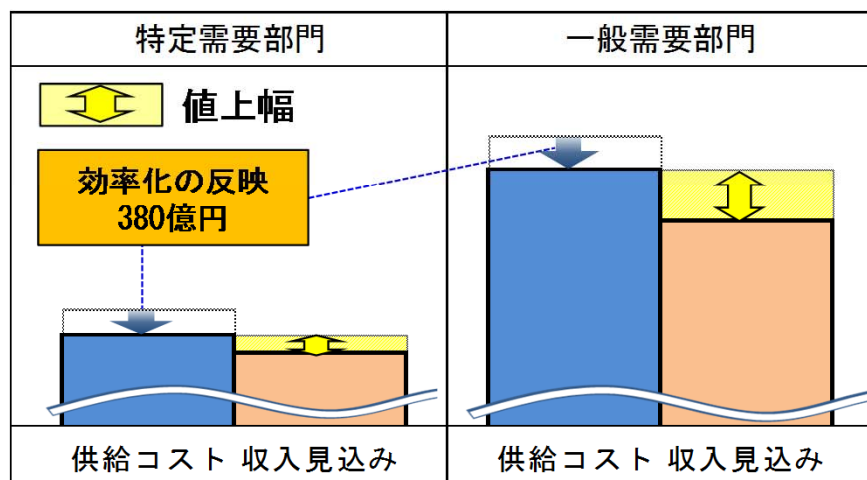 特定需要部門
一般需要部門
値上幅
効率化の反映
380億円
供給コスト 収入見込み
供給コスト 収入見込み